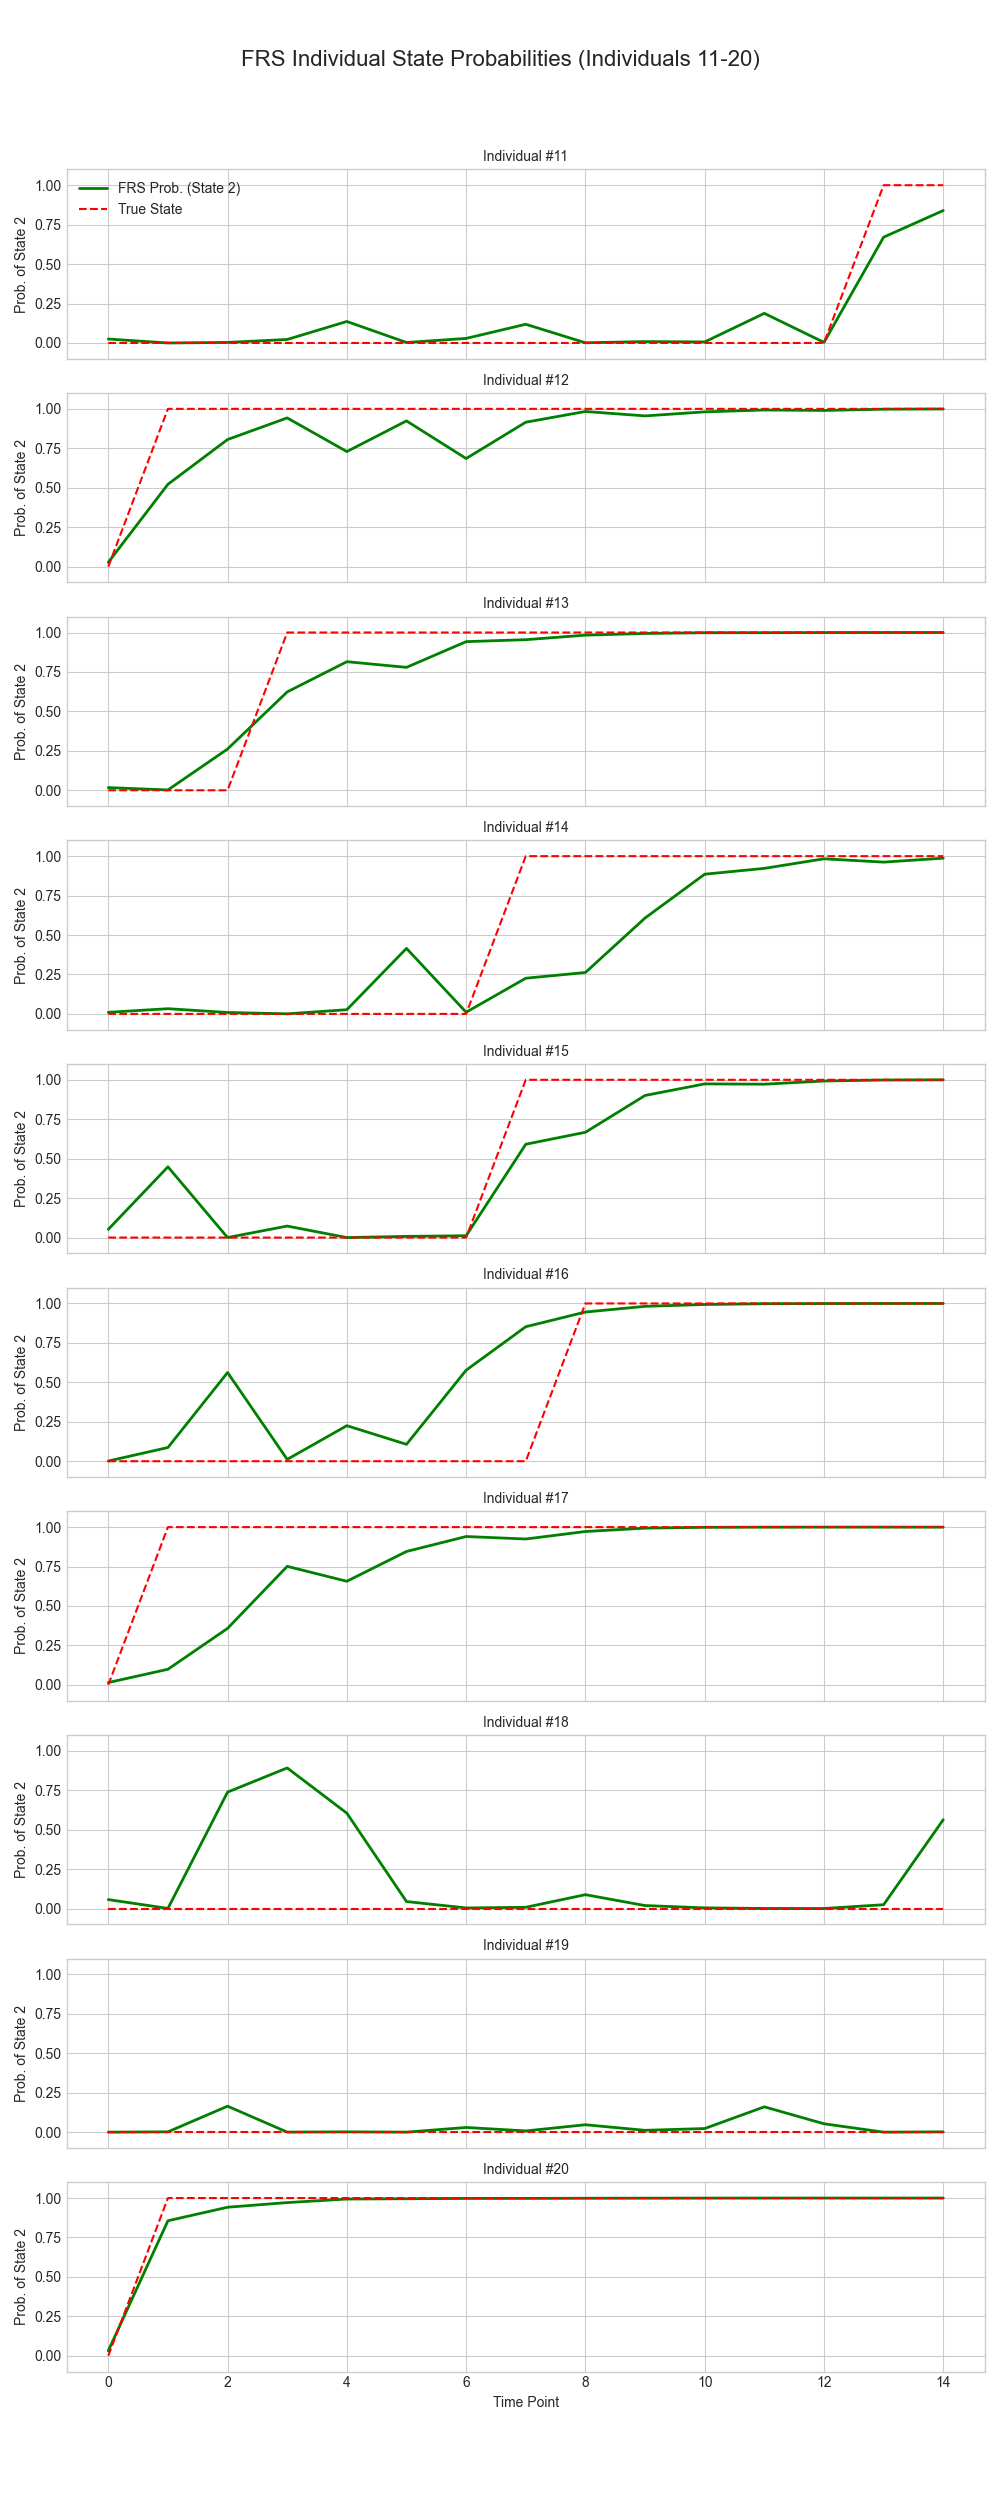 FRS Individual State Probabilities (Individuals 11-20)
Individual #11
FRS Prob. (State 2)
True State
Prob. of State 2
1.00
0.75
0.50
0.25
0.00
Individual #12
Prob. of State 2
1.00
0.75
0.50
0.25
0.00
Individual #13
Prob. of State 2
1.00
0.75
0.50
0.25
0.00
Individual #14
Prob. of State 2
1.00
0.75
0.50
0.25
0.00
Individual #15
Prob. of State 2
1.00
0.75
0.50
0.25
0.00
Individual #16
Prob. of State 2
1.00
0.75
0.50
0.25
0.00
Individual #17
Prob. of State 2
1.00
0.75
0.50
0.25
0.00
Individual #18
Prob. of State 2
1.00
0.75
0.50
0.25
0.00
Individual #19
Prob. of State 2
1.00
0.75
0.50
0.25
0.00
Individual #20
Prob. of State 2
1.00
0.75
0.50
0.25
0.00
0 2 4 6 8 10 12 14
Time Point